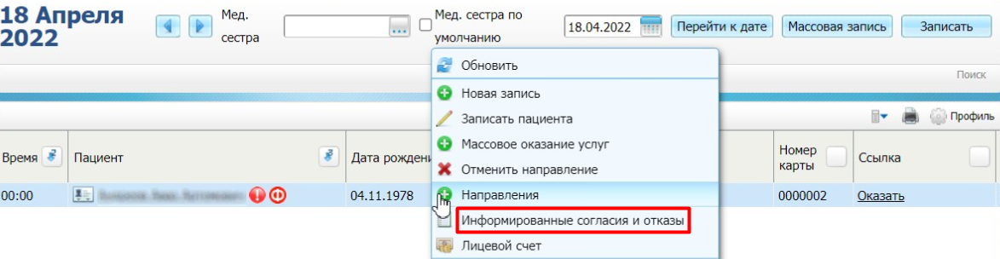 18 Апреля
2022
Мед.
сестра
...
Мед. сестра по
умолчанию
18.04.2022
Перейти к дате
Массовая запись
Записать
Поиск
Обновить
Новая запись
Записать пациента
Массовое оказание услуг
Отменить направление
Направления
Информированные согласия и отказы
Лицевой счет
Профиль
Время
Пациент
Дата рождени
Номер
карты
Ссылка
00:00
04.11.1978
0000002
Оказать